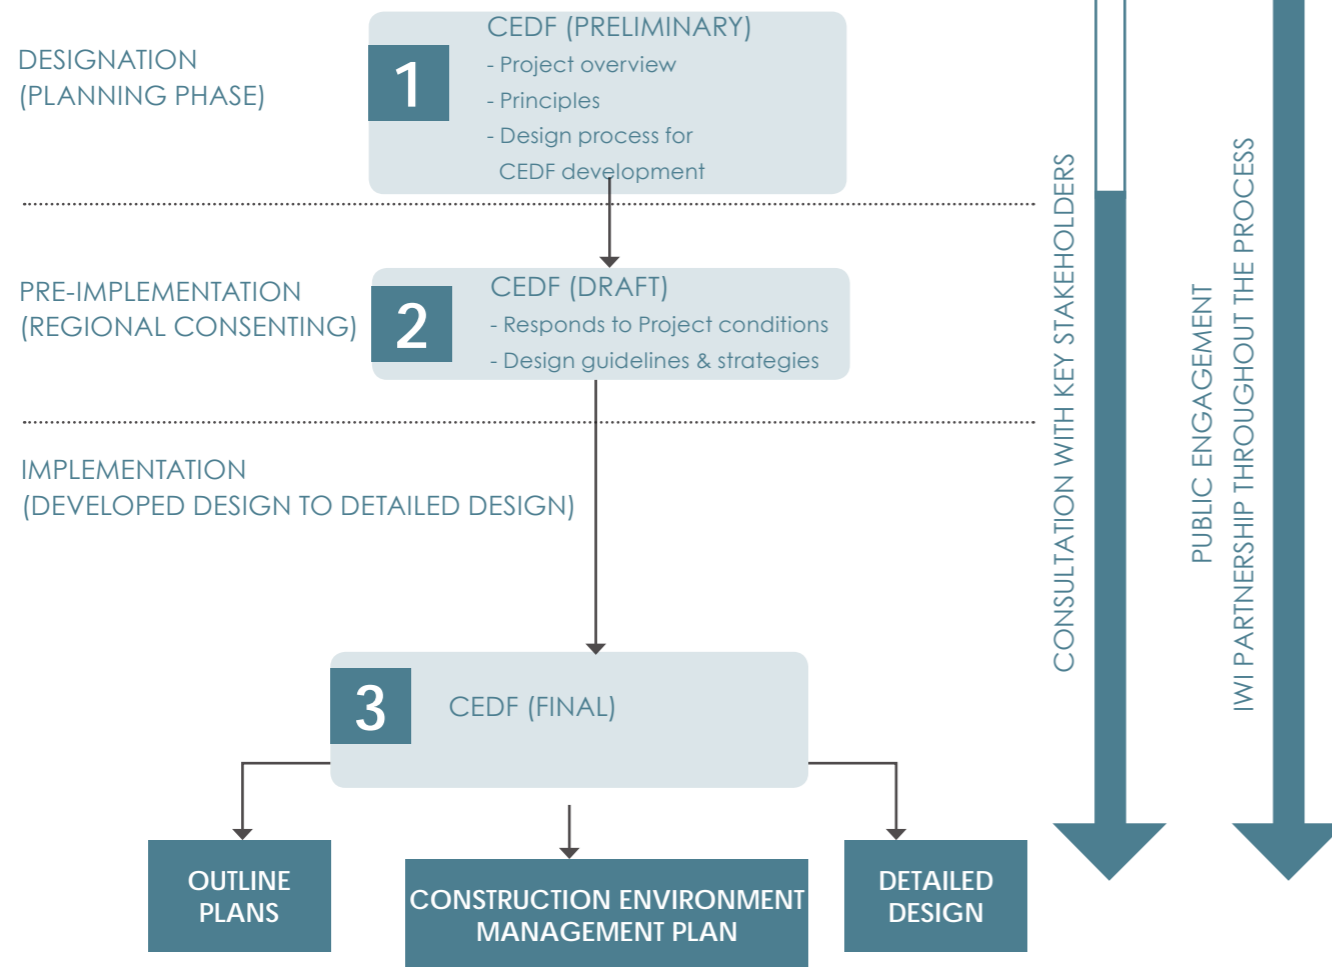 DESIGNATION
(PLANNING PHASE)
1
CEDF (PRELIMINARY)
- Project overview
- Principles
- Design process for
CEDF development
PRE-IMPLEMENTATION
(REGIONAL CONSENTING)
2
CEDF (DRAFT)
- Responds to Project conditions
- Design guidelines & strategies
IMPLEMENTATION
(DEVELOPED DESIGN TO DETAILED DESIGN)
3
CEDF (FINAL)
OUTLINE
PLANS
CONSTRUCTION ENVIRONMENT
MANAGEMENT PLAN
DETAILED
DESIGN
CONSULTATION WITH KEY STAKEHOLDERS
PUBLIC ENGAGEMENT
IWI PARTNERSHIP THROUGHOUT THE PROCESS